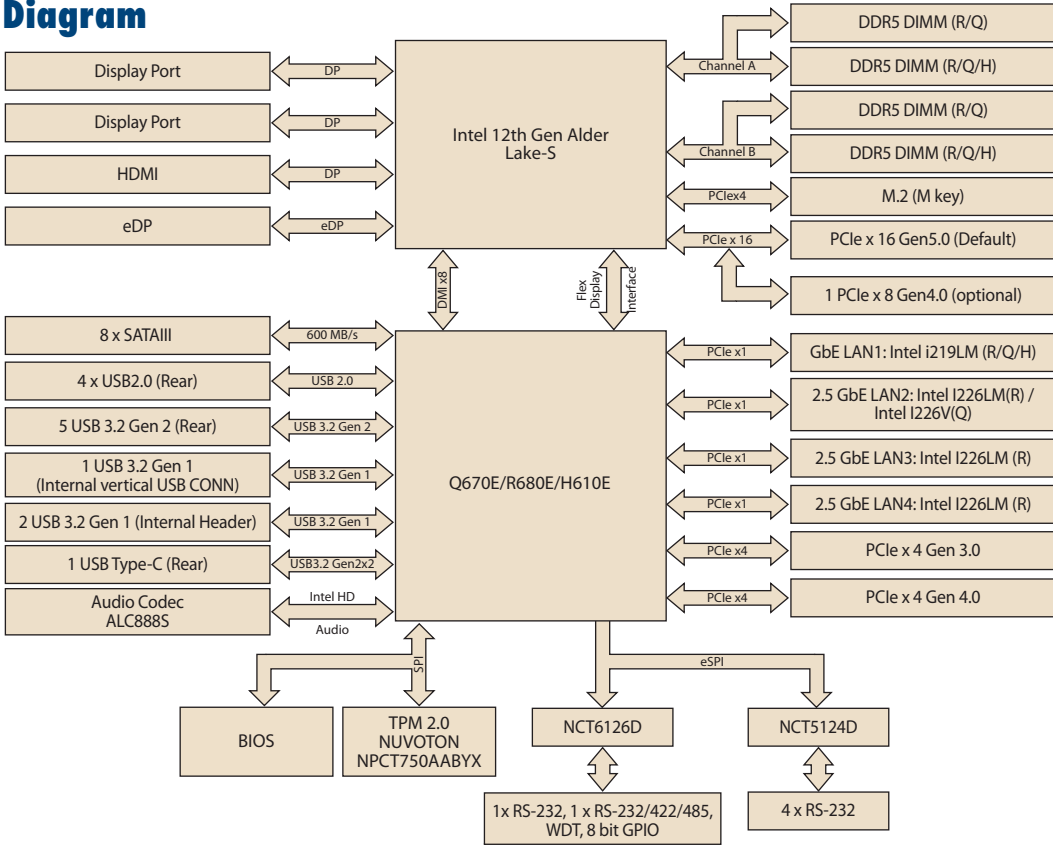 Diagram
Display Port
DP
Display Port
DP
HDMI
DP
eDP
eDP
Intel 12th Gen Alder
Lake-S
Channel A
DDR5 DIMM (R/Q)
DDR5 DIMM (R/Q/H)
Channel B
DDR5 DIMM (R/Q)
DDR5 DIMM (R/Q/H)
PCIex4
M.2 (M key)
PCIe x 16
PCIe x 16 Gen5.0 (Default)
1 PCIe x 8 Gen4.0 (optional)
DMI x8
Flex
Display
Interface
8 x SATAIII
600 MB/s
4 x USB2.0 (Rear)
USB 2.0
5 USB 3.2 Gen 2 (Rear)
USB 3.2 Gen 2
1 USB 3.2 Gen 1
(Internal vertical USB CONN)
USB 3.2 Gen 1
2 USB 3.2 Gen 1 (Internal Header)
USB 3.2 Gen 1
1 USB Type-C (Rear)
USB3.2 Gen2x2
Audio Codec
ALC888S
Intel HD
Audio
Q670E/R680E/H610E
PCIe x1
GbE LAN1: Intel i219LM (R/Q/H)
PCIe x1
2.5 GbE LAN2: Intel I226LM(R) /
Intel I226V(Q)
PCIe x1
2.5 GbE LAN3: Intel I226LM (R)
PCIe x1
2.5 GbE LAN4: Intel I226LM (R)
PCIe x4
PCIe x 4 Gen 3.0
PCIe x4
PCIe x 4 Gen 4.0
SPI
eSPI
BIOS
TPM 2.0
NUVOTON
NPCT750AABYX
NCT6126D
NCT5124D
1x RS-232, 1 x RS-232/422/485,
WDT, 8 bit GPIO
4 x RS-232